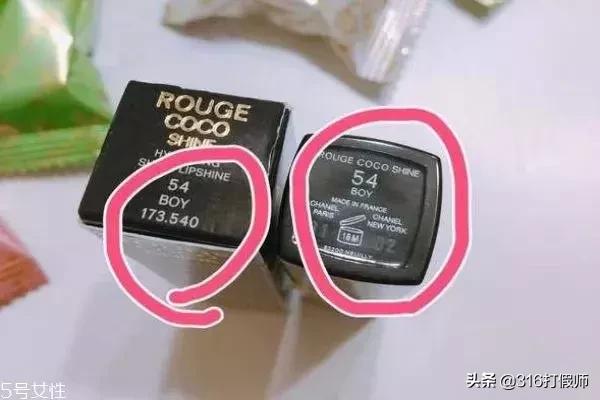 ROUGE
COCO
SHINE
54
BOY
173.540
ROUGE COCO SHINE
54
BOY
MADE IN FRANCE
CHANEL
PARIS
CHANEL
NEW YORK
18M
5号女性
头条 @316打假师